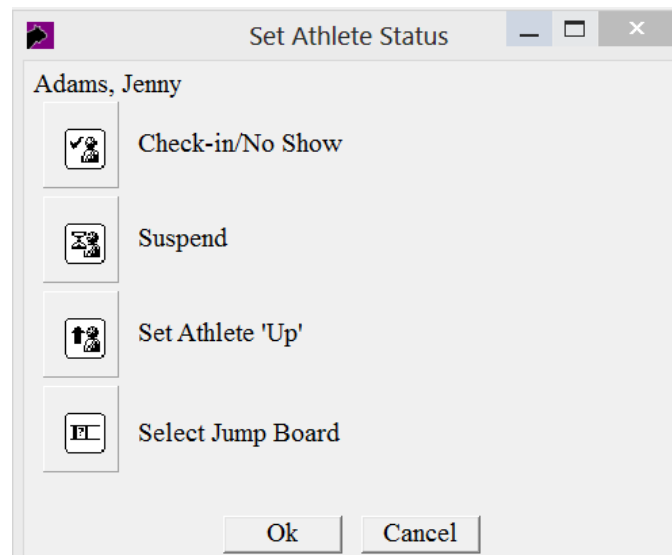 Set Athlete Status
Adams, Jenny
Check-in/No Show
Suspend
Set Athlete 'Up'
Select Jump Board
Ok Cancel